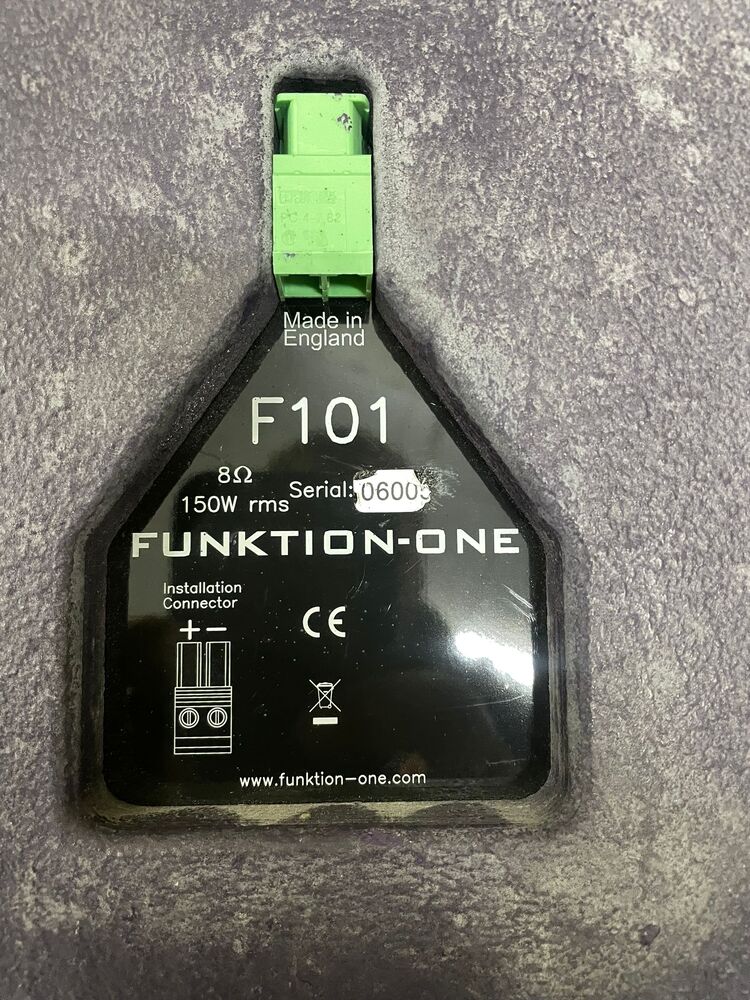 Made in
England
F101
8Ω
150W rms
Serial:
FUNKTION-ONE
Installation
Connector
+ -
CE
www.funktion-one.com